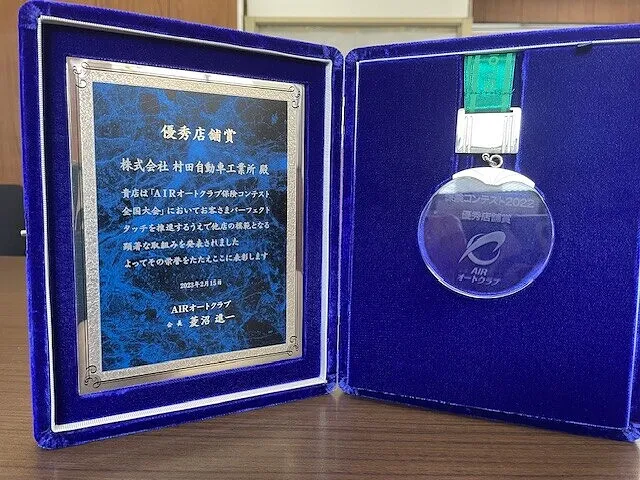 優秀店舗賞
株式会社 村田自動車工業所 殿
貴店は「AIRオートクラブ保険コンテスト
全国大会」においてお客さまパーフェクト
タッチを推進するうえで他店の模範となる
顕著な取組みを発表されました
よってその栄誉をたたえここに表彰します
2023年2月15日
AIRオートクラブ
会長 菱沼 進一
保険コンテスト2022
優秀店舗賞
AIR
オートクラブ